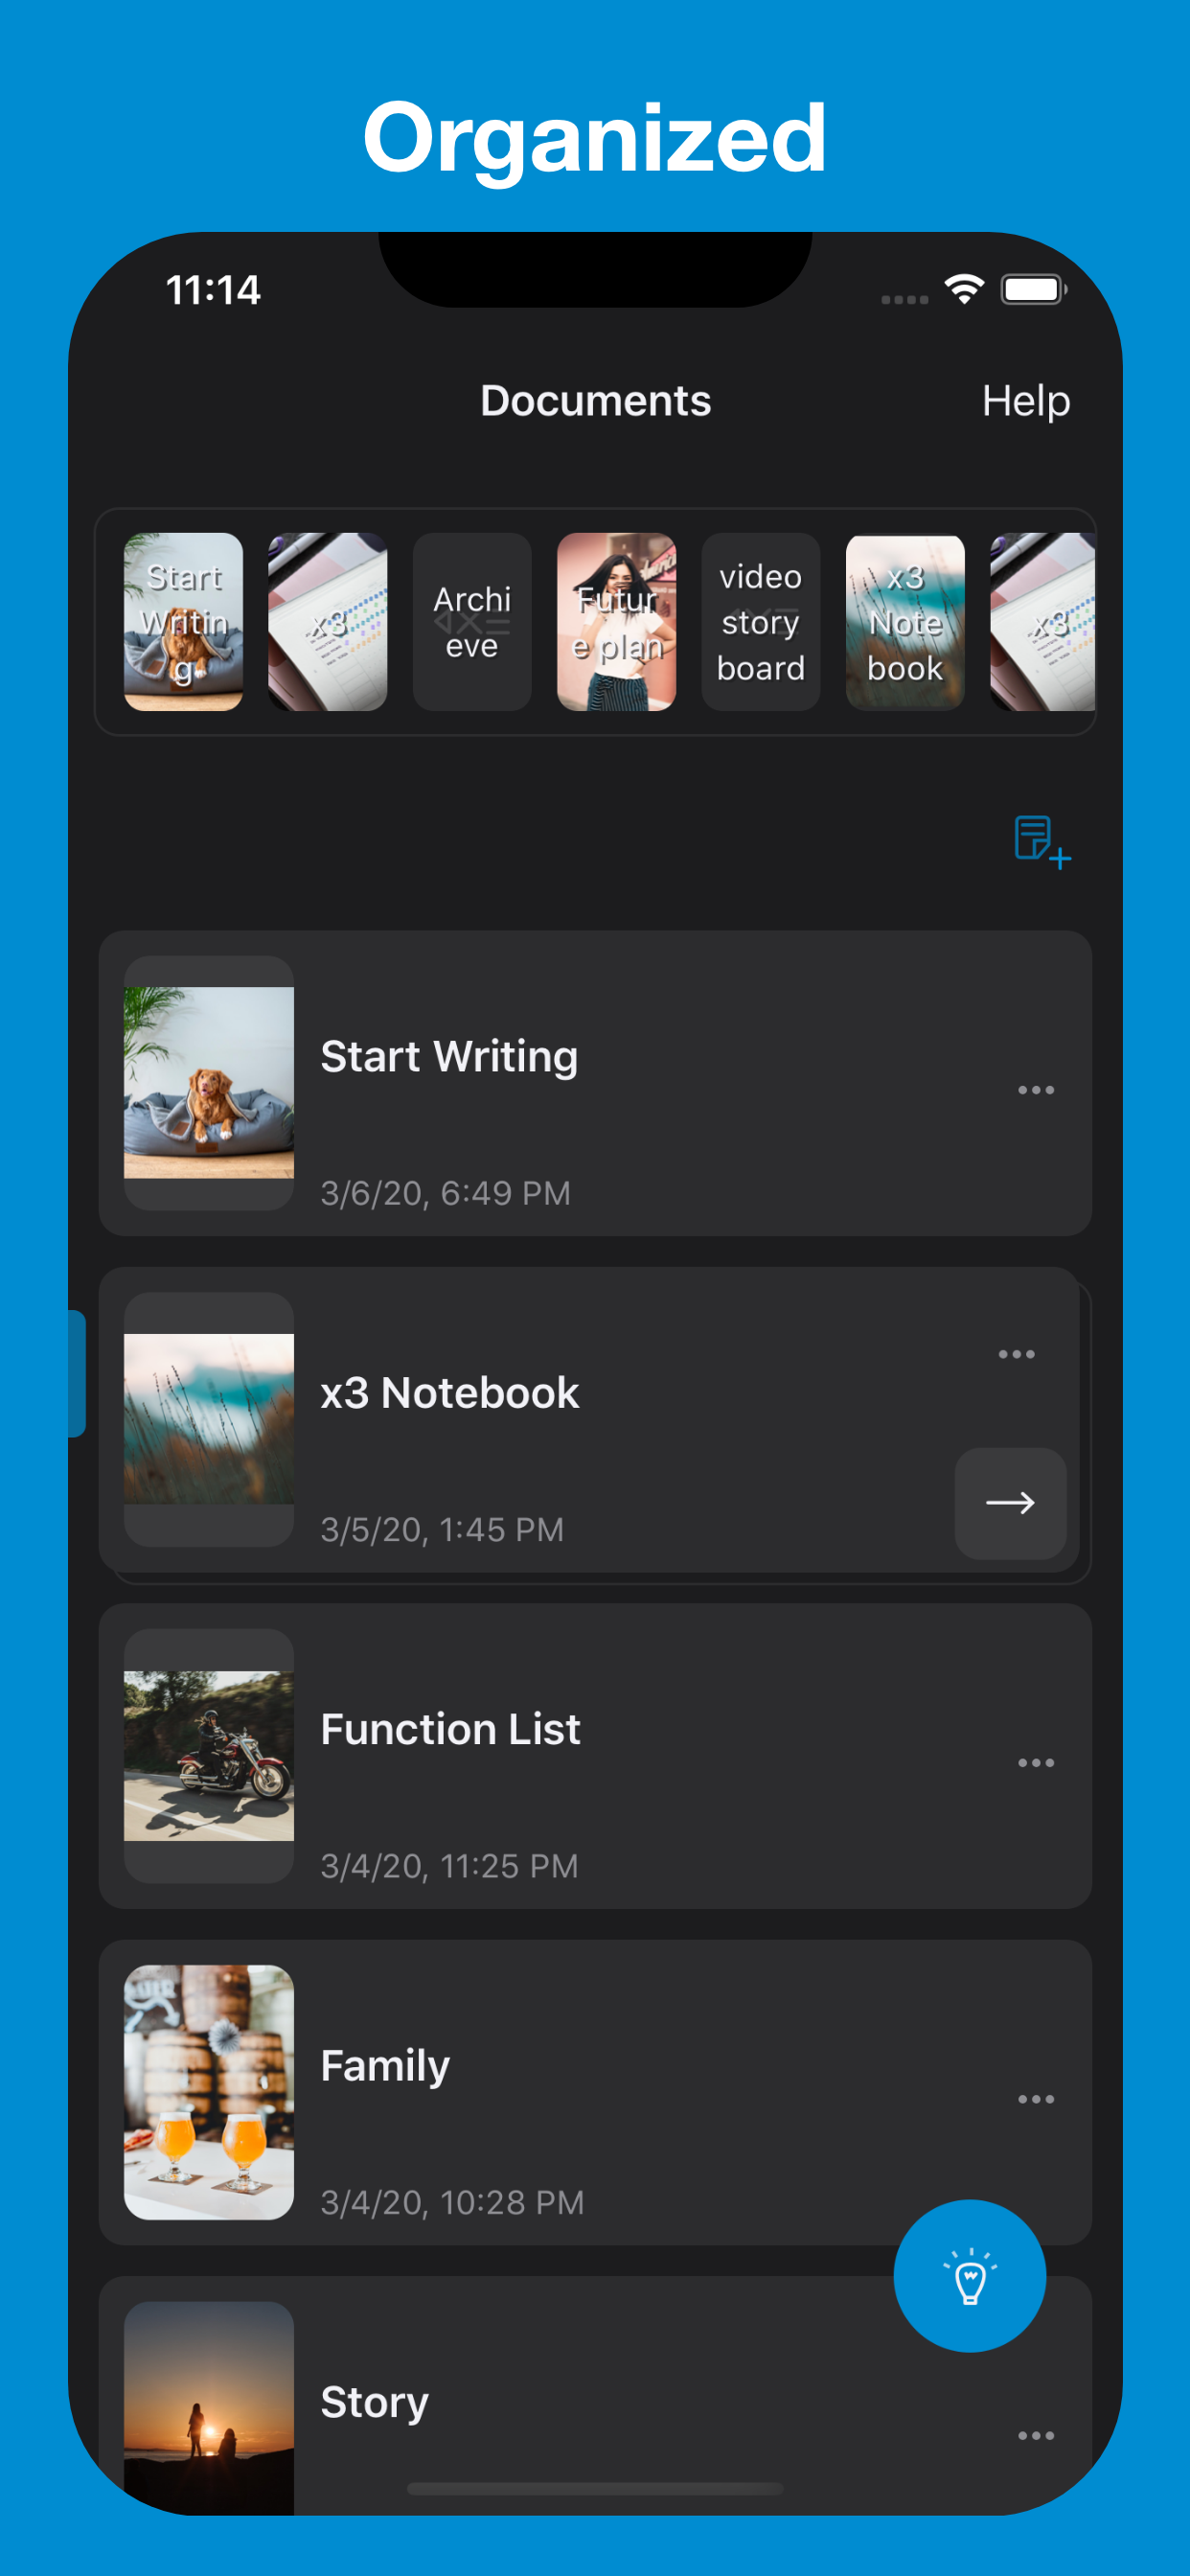 Organized
11:14
Documents
Help
Start
Writin
g
x3
Archi
eve
Futur
e plan
video
story
board
x3
Note
book
x3
Start Writing
3/6/20, 6:49 PM
x3 Notebook
3/5/20, 1:45 PM
Function List
3/4/20, 11:25 PM
Family
3/4/20, 10:28 PM
Story